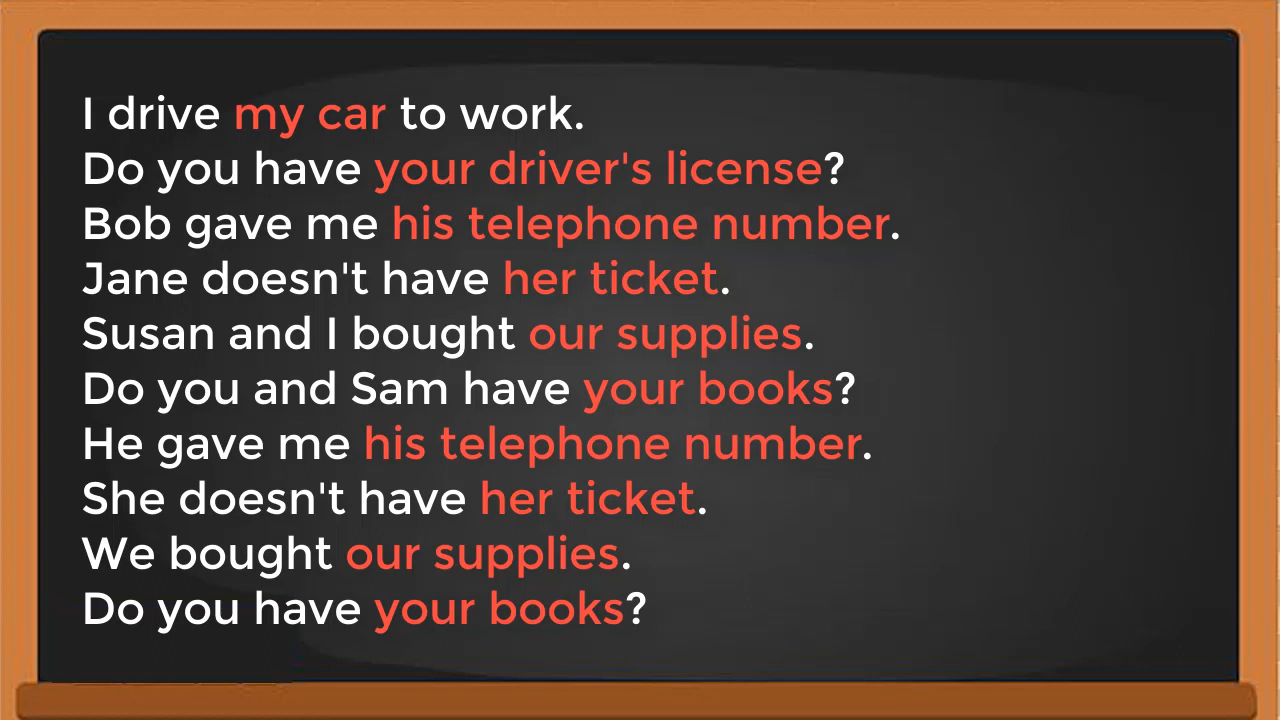 I drive my car to work.
Do you have your driver's license?
Bob gave me his telephone number.
Jane doesn't have her ticket.
Susan and I bought our supplies.
Do you and Sam have your books?
He gave me his telephone number.
She doesn't have her ticket.
We bought our supplies.
Do you have your books?